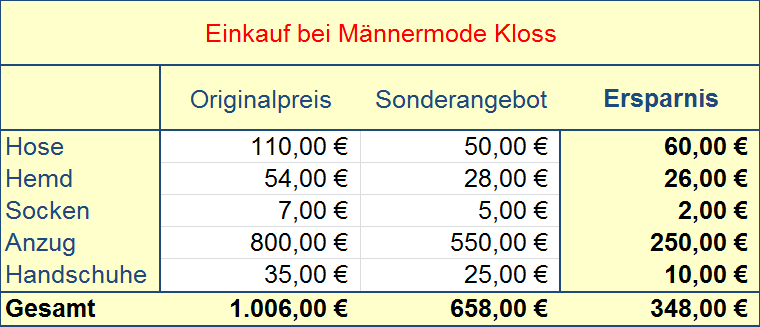 Einkauf bei Männermode Kloss
Originalpreis Sonderangebot Ersparnis
Hose 110,00 € 50,00 € 60,00 €
Hemd 54,00 € 28,00 € 26,00 €
Socken 7,00 € 5,00 € 2,00 €
Anzug 800,00 € 550,00 € 250,00 €
Handschuhe 35,00 € 25,00 € 10,00 €
Gesamt 1.006,00 € 658,00 € 348,00 €